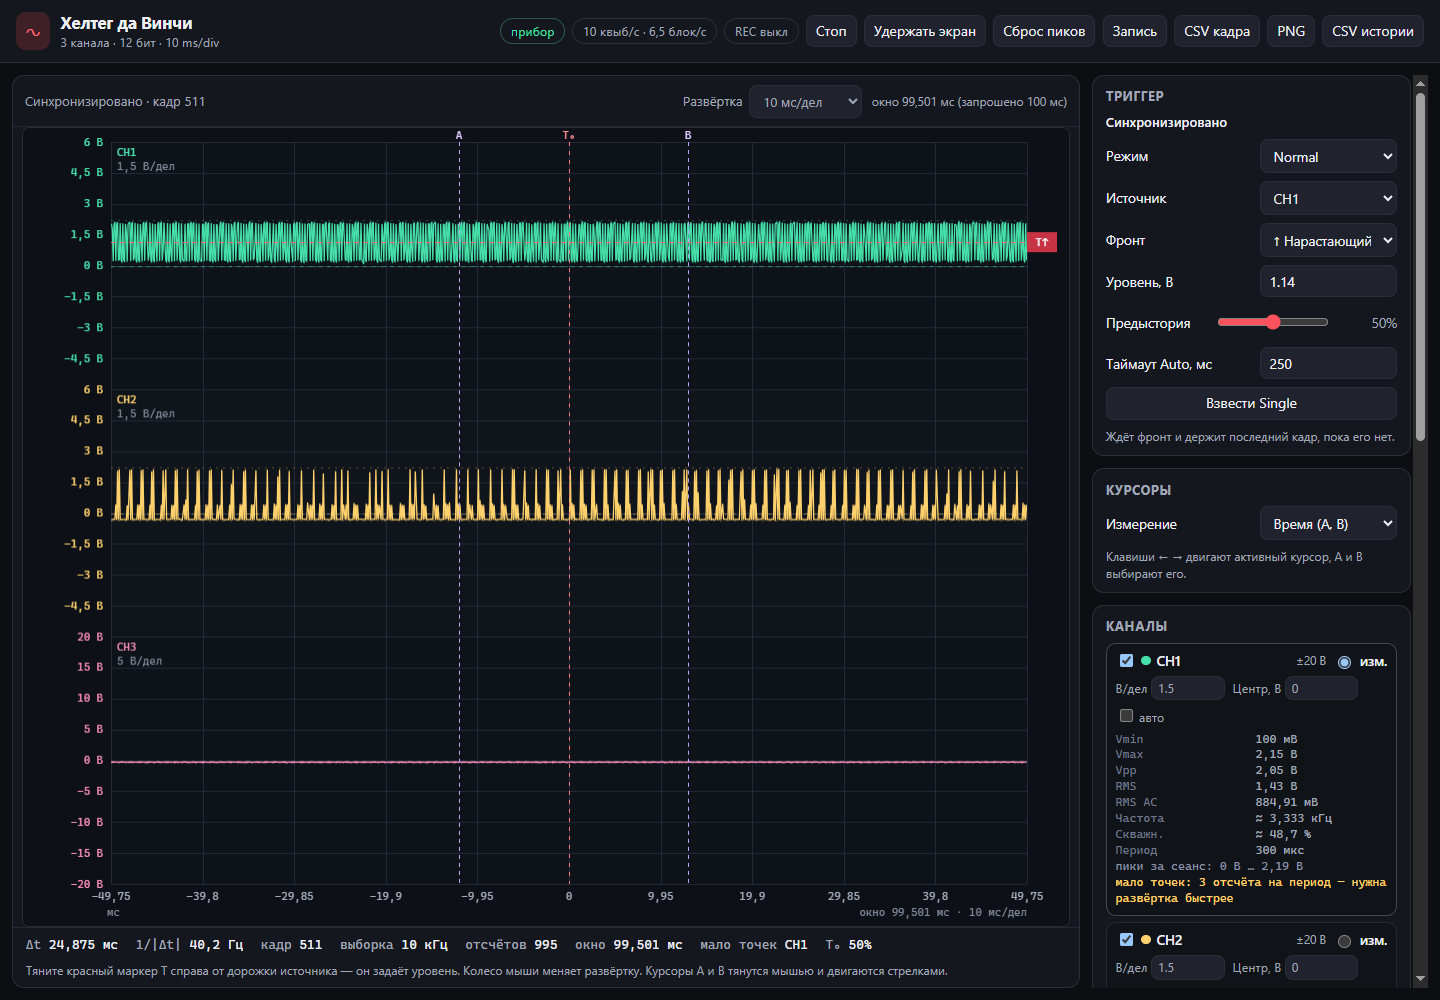 Хелтег да Винчи
3 канала · 12 бит · 10 ms/div
прибор
10 квыб/с · 6,5 блок/с
REC выкл
Стоп
Удержать экран
Сброс пиков
Запись
CSV кадра
PNG
CSV истории
Синхронизировано · кадр 511
Развёртка
10 мс/дел
окно 99,501 мс (запрошено 100 мс)
A
T₀
B
6 В
4,5 В
3 В
1,5 В
0 В
−1,5 В
−3 В
−4,5 В
CH1
1,5 В/дел
T↑
6 В
4,5 В
3 В
1,5 В
0 В
−1,5 В
−3 В
−4,5 В
CH2
1,5 В/дел
20 В
15 В
10 В
5 В
0 В
−5 В
−10 В
−15 В
−20 В
CH3
5 В/дел
−49,75
−39,8
−29,85
−19,9
−9,95
0
9,95
19,9
29,85
39,8
49,75
мс
окно 99,501 мс · 10 мс/дел
Δt 24,875 мс
1/|Δt| 40,2 Гц
кадр 511
выборка 10 кГц
отсчётов 995
окно 99,501 мс
мало точек CH1
T₀ 50%
Тяните красный маркер T справа от дорожки источника — он задаёт уровень. Колесо мыши меняет развёртку. Курсоры A и B тянутся мышью и двигаются стрелками.
ТРИГГЕР
Синхронизировано
Режим
Normal
Источник
CH1
Фронт
↑ Нарастающий
Уровень, В
1.14
Предыстория
50%
Таймаут Auto, мс
250
Взвести Single
Ждёт фронт и держит последний кадр, пока его нет.
КУРСОРЫ
Измерение
Время (A, B)
Клавиши ← → двигают активный курсор, A и B
выбирают его.
КАНАЛЫ
CH1
±20 В
изм.
В/дел
1.5
Центр, В
0
авто
Vmin 100 мВ
Vmax 2,15 В
Vpp 2,05 В
RMS 1,43 В
RMS AC 884,91 мВ
Частота ≈ 3,333 кГц
Скважн. ≈ 48,7 %
Период 300 мкс
пики за сеанс: 0 В … 2,19 В
мало точек: 3 отсчёта на период — нужна
развёртка быстрее
CH2
±20 В
изм.
В/дел
1.5
Центр, В
0